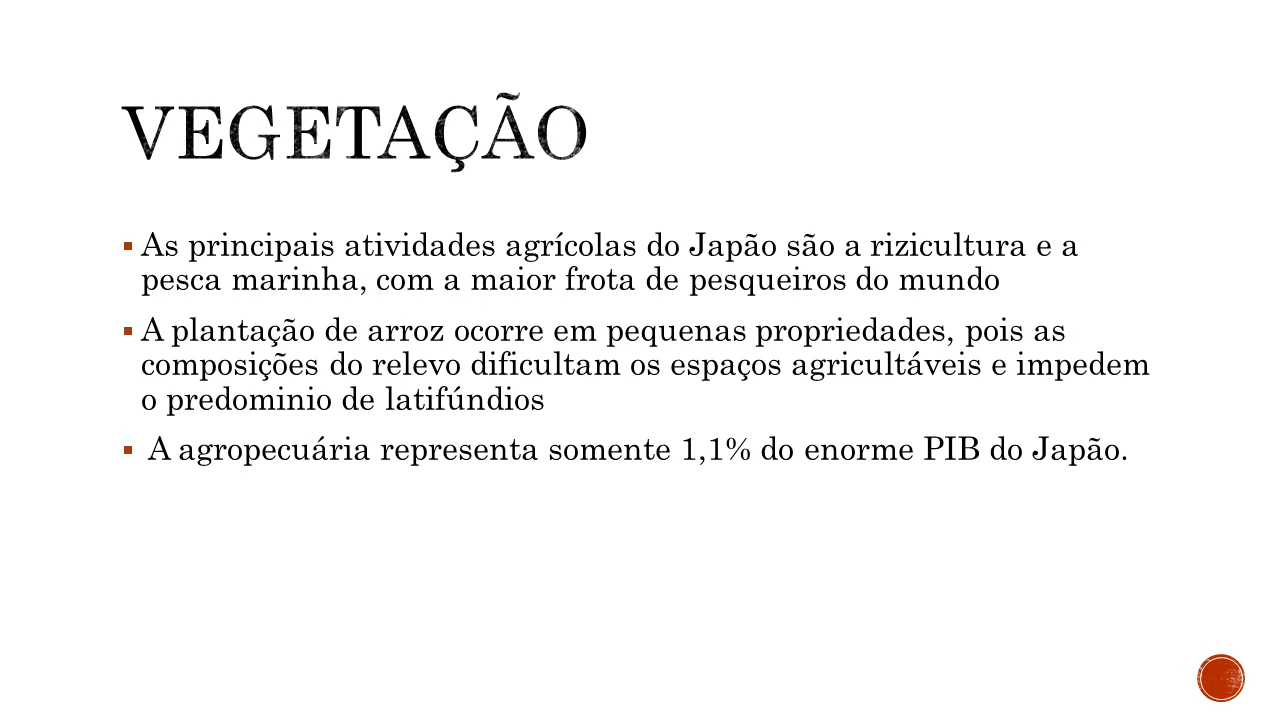 VEGETAÇÃO
▪ As principais atividades agrícolas do Japão são a rizicultura e a
pesca marinha, com a maior frota de pesqueiros do mundo
▪ A plantação de arroz ocorre em pequenas propriedades, pois as
composições do relevo dificultam os espaços agricultáveis e impedem
o predominio de latifúndios
▪ A agropecuária representa somente 1,1% do enorme PIB do Japão.